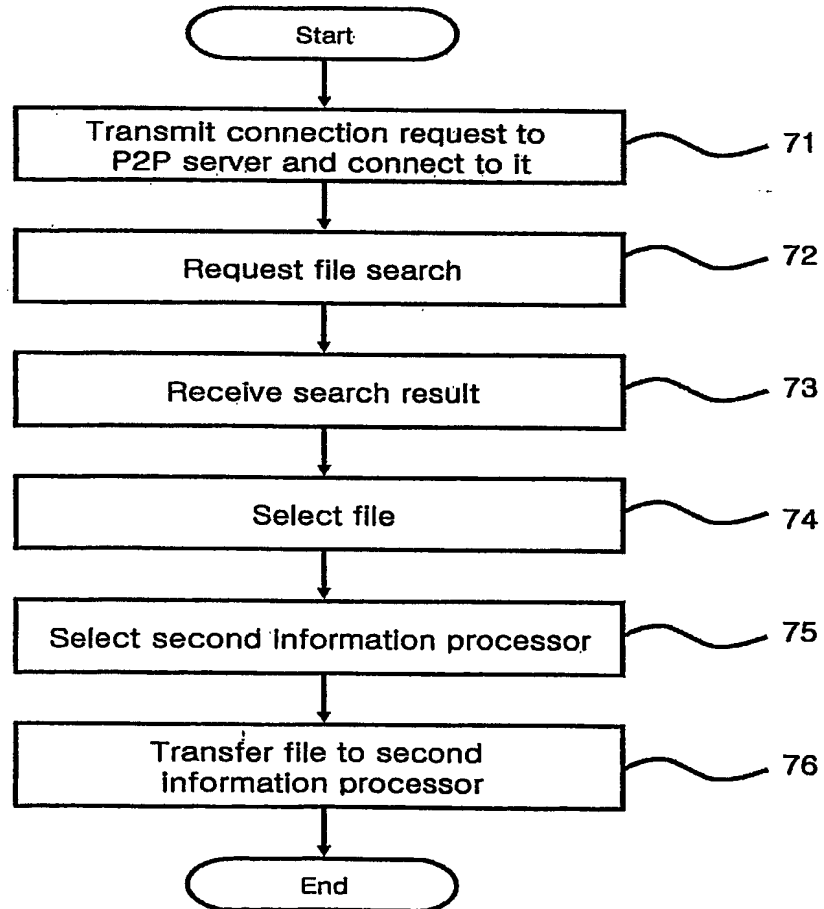 Start
Transmit connection request to
P2P server and connect to it
71
Request file search
72
Receive search result
73
Select file
74
Select second information processor
75
Transfer file to second
information processor
76
End